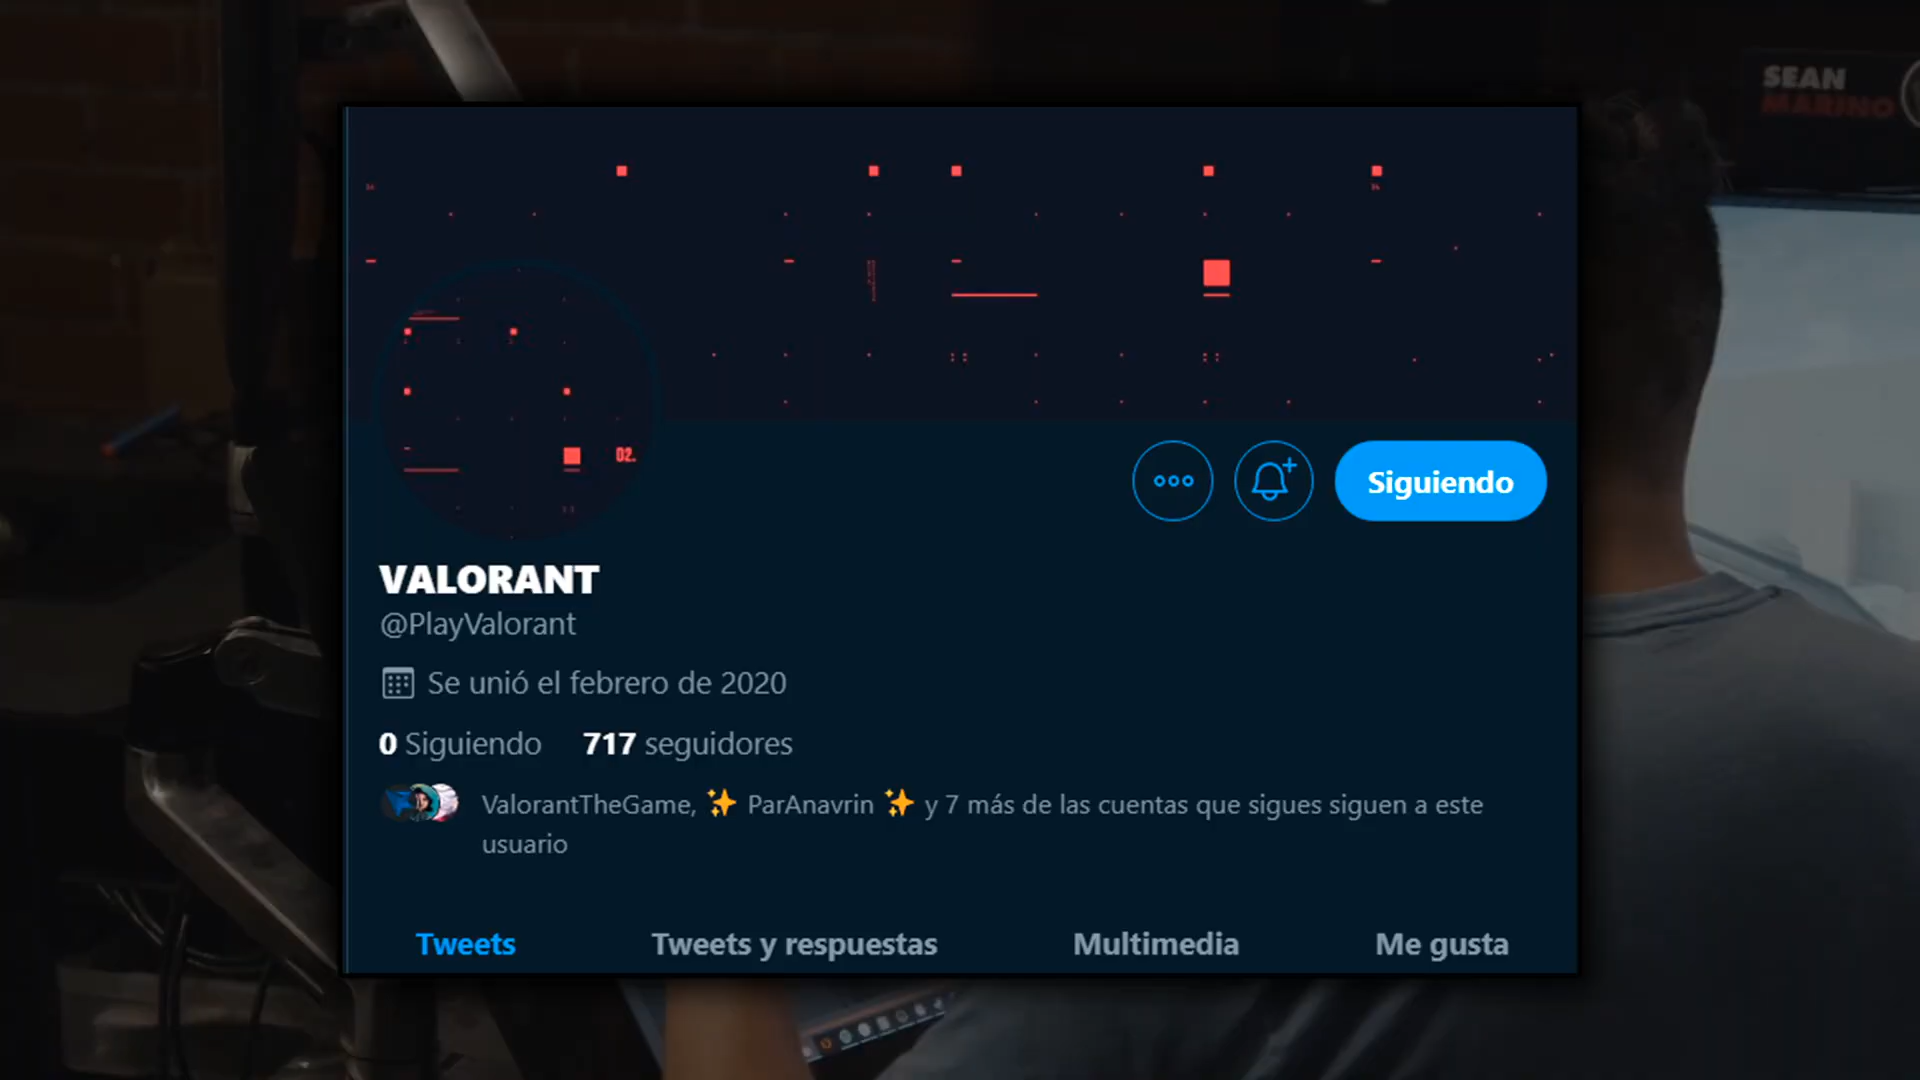 SEAN
MARINO
02.
Siguiendo
VALORANT
@PlayValorant
Se unió el febrero de 2020
0 Siguiendo 717 seguidores
ValorantTheGame, ✨ ParAnavrin ✨ y 7 más de las cuentas que sigues siguen a este
usuario
Tweets Tweets y respuestas Multimedia Me gusta